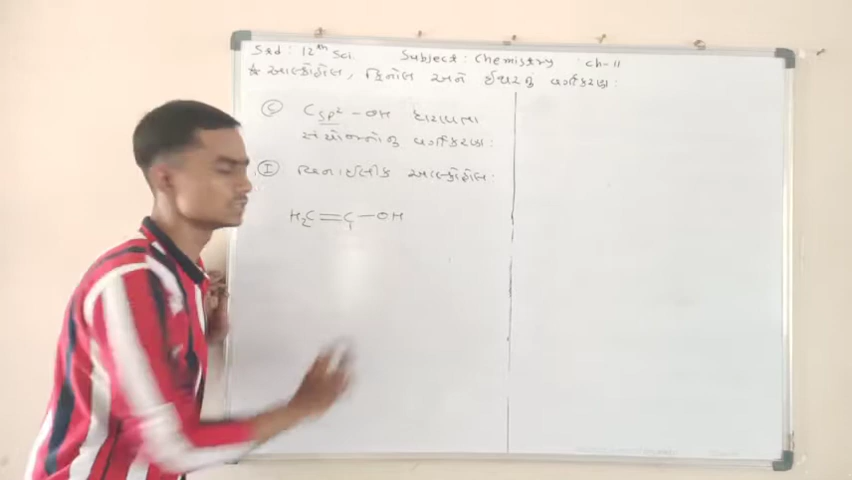 Std : 12th Sci. Subject : Chemistry : ch-11
* આલ્કોહોલ, ફિનોલ અને ઈથરનુ વર્ગીકરણ :
(C) Csp² - OH ધરાવતા
સંયોજનોનુ વર્ગીકરણ :
(I) વિનાઈલીક આલ્કોહોલ :
H₂C = C - OH